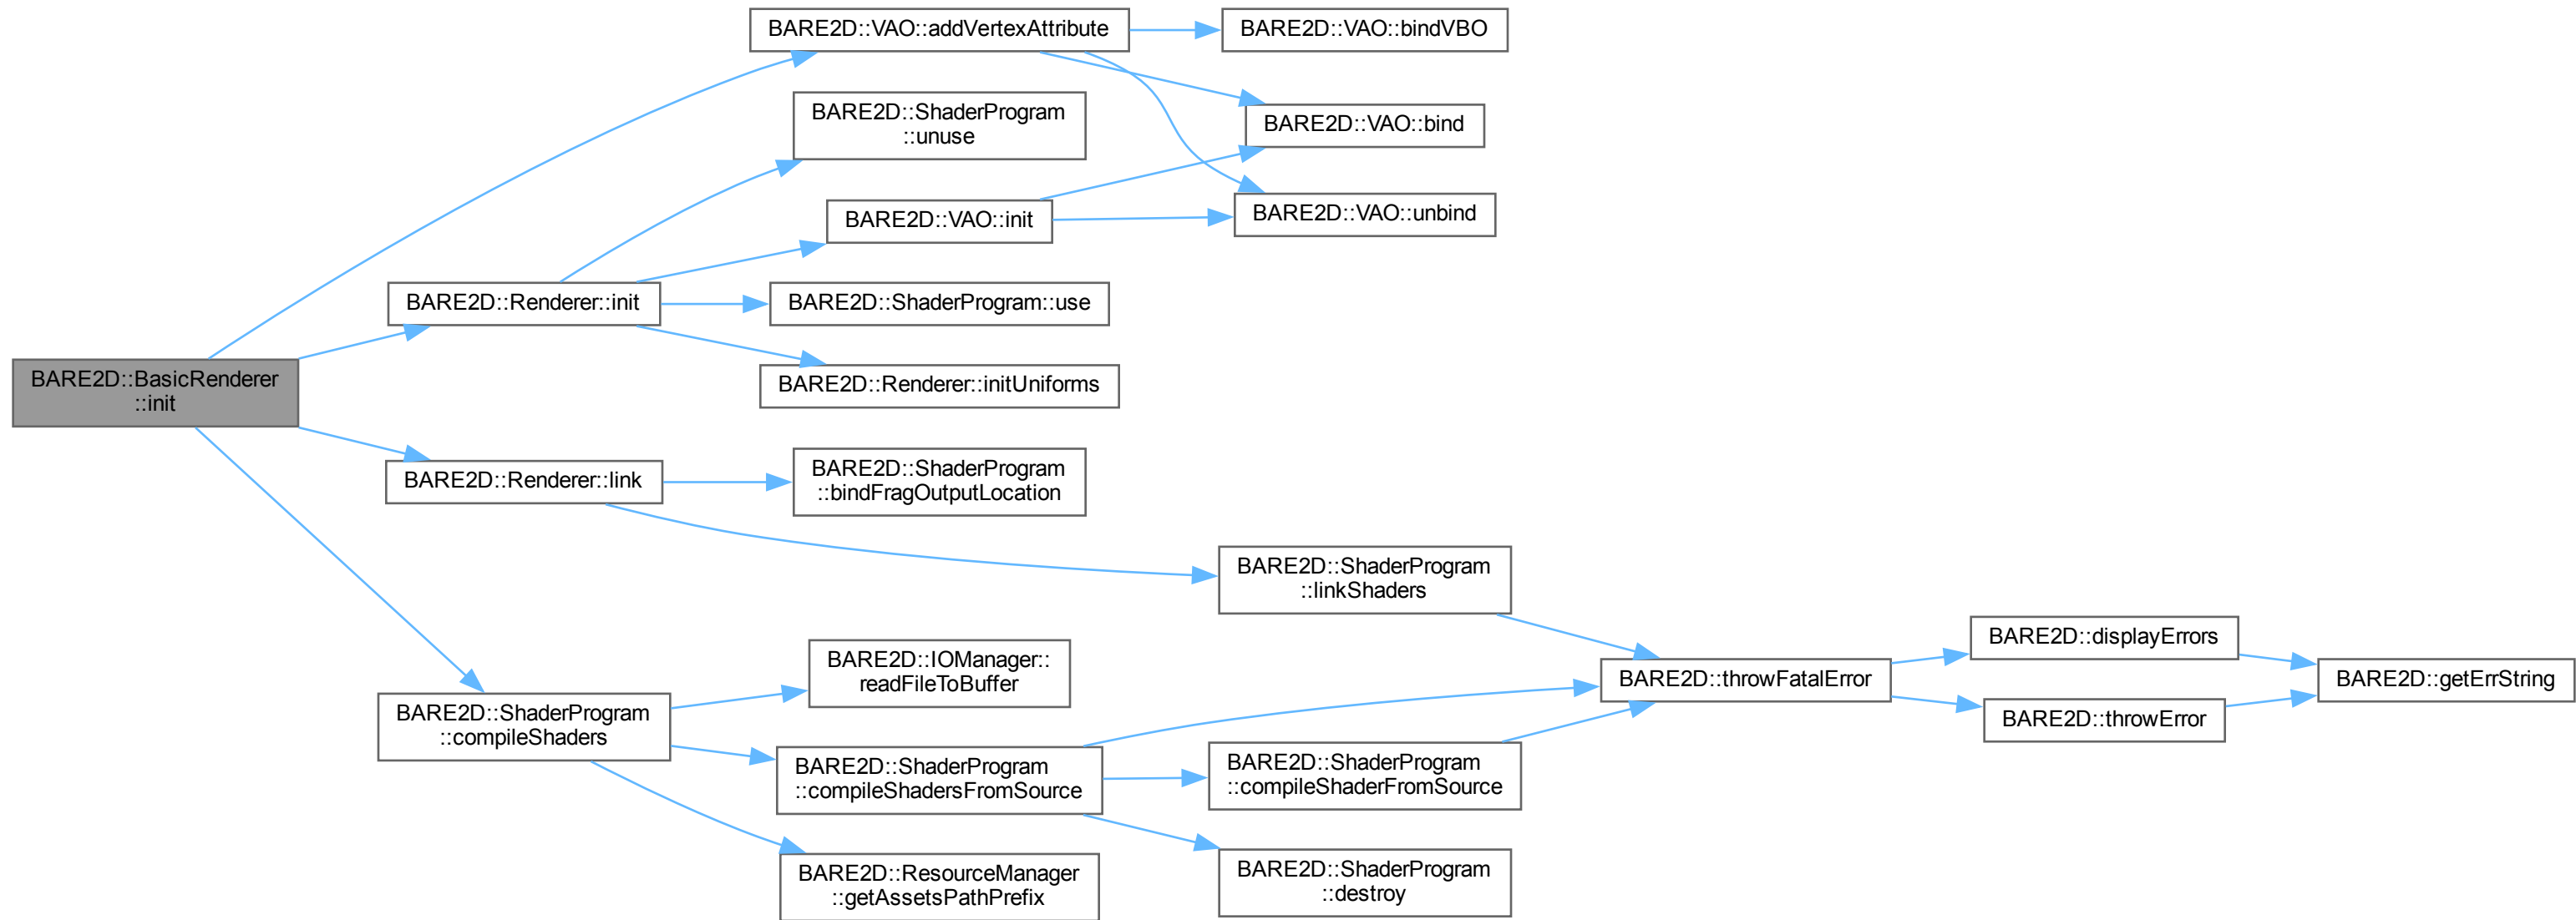 BARE2D::VAO::addVertexAttribute
BARE2D::VAO::bindVBO
BARE2D::ShaderProgram
::unuse
BARE2D::VAO::bind
BARE2D::VAO::init
BARE2D::VAO::unbind
BARE2D::Renderer::init
BARE2D::ShaderProgram::use
BARE2D::BasicRenderer
::init
BARE2D::Renderer::initUniforms
BARE2D::Renderer::link
BARE2D::ShaderProgram
::bindFragOutputLocation
BARE2D::ShaderProgram
::linkShaders
BARE2D::displayErrors
BARE2D::IOManager::
readFileToBuffer
BARE2D::throwFatalError
BARE2D::getErrString
BARE2D::ShaderProgram
::compileShaders
BARE2D::throwError
BARE2D::ShaderProgram
::compileShadersFromSource
BARE2D::ShaderProgram
::compileShaderFromSource
BARE2D::ResourceManager
::getAssetsPathPrefix
BARE2D::ShaderProgram
::destroy